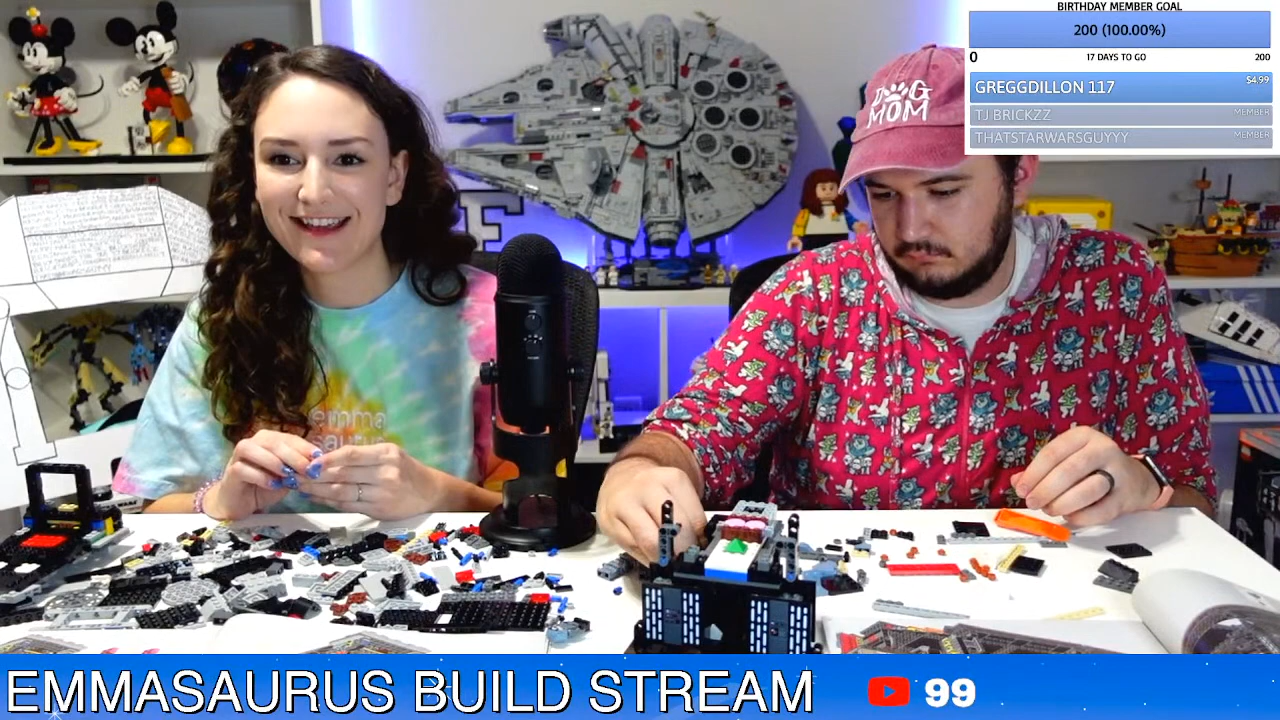 BIRTHDAY MEMBER GOAL
200 (100.00%)
0 17 DAYS TO GO 200
GREGGDILLON 117 $4.99
TJ BRICKZZ MEMBER
THATSTARWARSGUYYY MEMBER
DOG
MOM
emma
saurus
EMMASAURUS BUILD STREAM
99